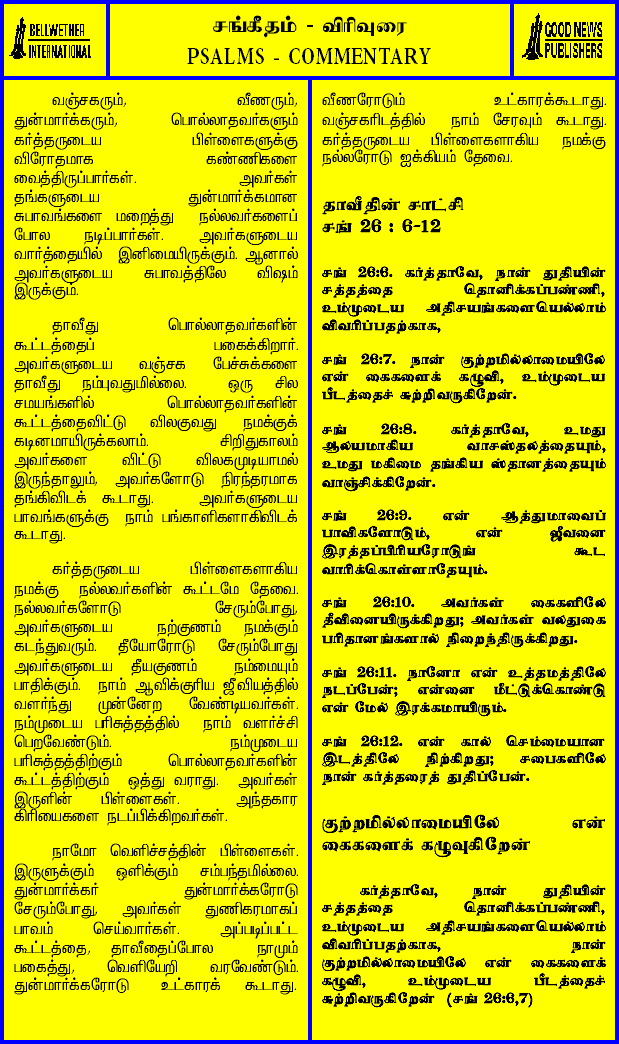 BELLWETHER
INTERNATIONAL
சங்கீதம் - விரிவுரை
PSALMS - COMMENTARY
GOOD NEWS
PUBLISHERS
வஞ்சகரும், வீணரும்,
துன்மார்க்கரும், பொல்லாதவர்களும்
கர்த்தருடைய பிள்ளைகளுக்கு
விரோதமாக கண்ணிகளை
வைத்திருப்பார்கள். அவர்கள்
தங்களுடைய துன்மார்க்கமான
சுபாவங்களை மறைத்து நல்லவர்களைப்
போல நடிப்பார்கள். அவர்களுடைய
வார்த்தையில் இனிமையிருக்கும். ஆனால்
அவர்களுடைய சுபாவத்திலே விஷம்
இருக்கும்.
தாவீது பொல்லாதவர்களின்
கூட்டத்தைப் பகைக்கிறார்.
அவர்களுடைய வஞ்சக பேச்சுக்களை
தாவீது நம்புவதுமில்லை. ஒரு சில
சமயங்களில் பொல்லாதவர்களின்
கூட்டத்தைவிட்டு விலகுவது நமக்குக்
கடினமாயிருக்கலாம். சிறிதுகாலம்
அவர்களை விட்டு விலகமுடியாமல்
இருந்தாலும், அவர்களோடு நிரந்தரமாக
தங்கிவிடக் கூடாது. அவர்களுடைய
பாவங்களுக்கு நாம் பங்காளிகளாகிவிடக்
கூடாது.
கர்த்தருடைய பிள்ளைகளாகிய
நமக்கு நல்லவர்களின் கூட்டமே தேவை.
நல்லவர்களோடு சேரும்போது,
அவர்களுடைய நற்குணம் நமக்கும்
கடந்துவரும். தீயோரோடு சேரும்போது
அவர்களுடைய தீயகுணம் நம்மையும்
பாதிக்கும். நாம் ஆவிக்குரிய ஜீவியத்தில்
வளர்ந்து முன்னேற வேண்டியவர்கள்.
நம்முடைய பரிசுத்தத்தில் நாம் வளர்ச்சி
பெறவேண்டும். நம்முடைய
பரிசுத்தத்திற்கும் பொல்லாதவர்களின்
கூட்டத்திற்கும் ஒத்து வராது. அவர்கள்
இருளின் பிள்ளைகள். அந்தகார
கிரியைகளை நடப்பிக்கிறவர்கள்.
நாமோ வெளிச்சத்தின் பிள்ளைகள்.
இருளுக்கும் ஒளிக்கும் சம்பந்தமில்லை.
துன்மார்க்கர் துன்மார்க்கரோடு
சேரும்போது, அவர்கள் துணிகரமாகப்
பாவம் செய்வார்கள். அப்படிப்பட்ட
கூட்டத்தை, தாவீதைப்போல நாமும்
பகைத்து, வெளியேறி வரவேண்டும்.
துன்மார்க்கரோடு உட்காரக் கூடாது.
வீணரோடும் உட்காரக்கூடாது.
வஞ்சகரிடத்தில் நாம் சேரவும் கூடாது.
கர்த்தருடைய பிள்ளைகளாகிய நமக்கு
நல்லரோடு ஐக்கியம் தேவை.
தாவீதின் சாட்சி
சங் 26 : 6-12
சங் 26:6. கர்த்தாவே, நான் துதியின்
சத்தத்தை தொனிக்கப்பண்ணி,
உம்முடைய அதிசயங்களையெல்லாம்
விவரிப்பதற்காக,
சங் 26:7. நான் குற்றமில்லாமையிலே
என் கைகளைக் கழுவி, உம்முடைய
பீடத்தைச் சுற்றிவருகிறேன்.
சங் 26:8. கர்த்தாவே, உமது
ஆலயமாகிய வாசஸ்தலத்தையும்,
உமது மகிமை தங்கிய ஸ்தானத்தையும்
வாஞ்சிக்கிறேன்.
சங் 26:9. என் ஆத்துமாவைப்
பாவிகளோடும், என் ஜீவனை
இரத்தப்பிரியரோடுங் கூட
வாரிக்கொள்ளாதேயும்.
சங் 26:10. அவர்கள் கைகளிலே
தீவினையிருக்கிறது; அவர்கள் வலதுகை
பரிதானங்களால் நிறைந்திருக்கிறது.
சங் 26:11. நானோ என் உத்தமத்திலே
நடப்பேன்; என்னை மீட்டுக்கொண்டு
என் மேல் இரக்கமாயிரும்.
சங் 26:12. என் கால் செம்மையான
இடத்திலே நிற்கிறது; சபைகளிலே
நான் கர்த்தரைத் துதிப்பேன்.
குற்றமில்லாமையிலே என்
கைகளைக் கழுவுகிறேன்
கர்த்தாவே, நான் துதியின்
சத்தத்தை தொனிக்கப்பண்ணி,
உம்முடைய அதிசயங்களையெல்லாம்
விவரிப்பதற்காக, நான்
குற்றமில்லாமையிலே என் கைகளைக்
கழுவி, உம்முடைய பீடத்தைச்
சுற்றிவருகிறேன் (சங் 26:6,7)